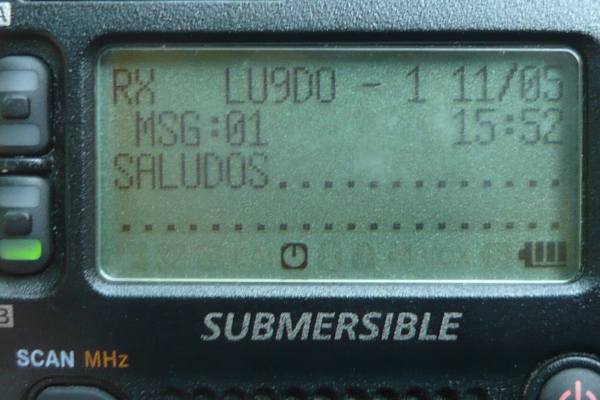 A
RX LU9DO - 1 11/05
MSG:01 15:52
SALUDOS.............
....................
SUBMERSIBLE
B
SCAN MHz